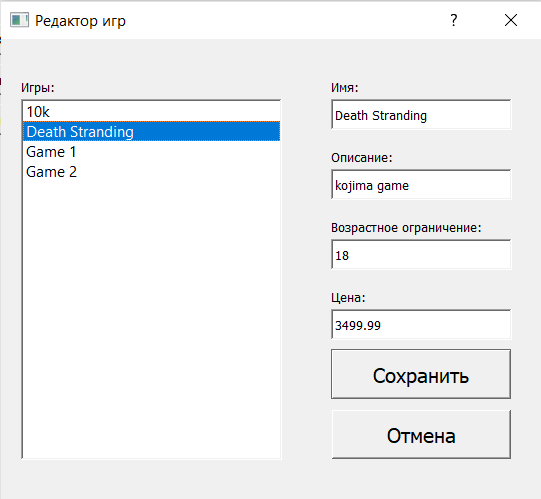 Редактор игр
Игры:
10k
Death Stranding
Game 1
Game 2
Имя:
Death Stranding
Описание:
kojima game
Возрастное ограничение:
18
Цена:
3499.99
Сохранить
Отмена